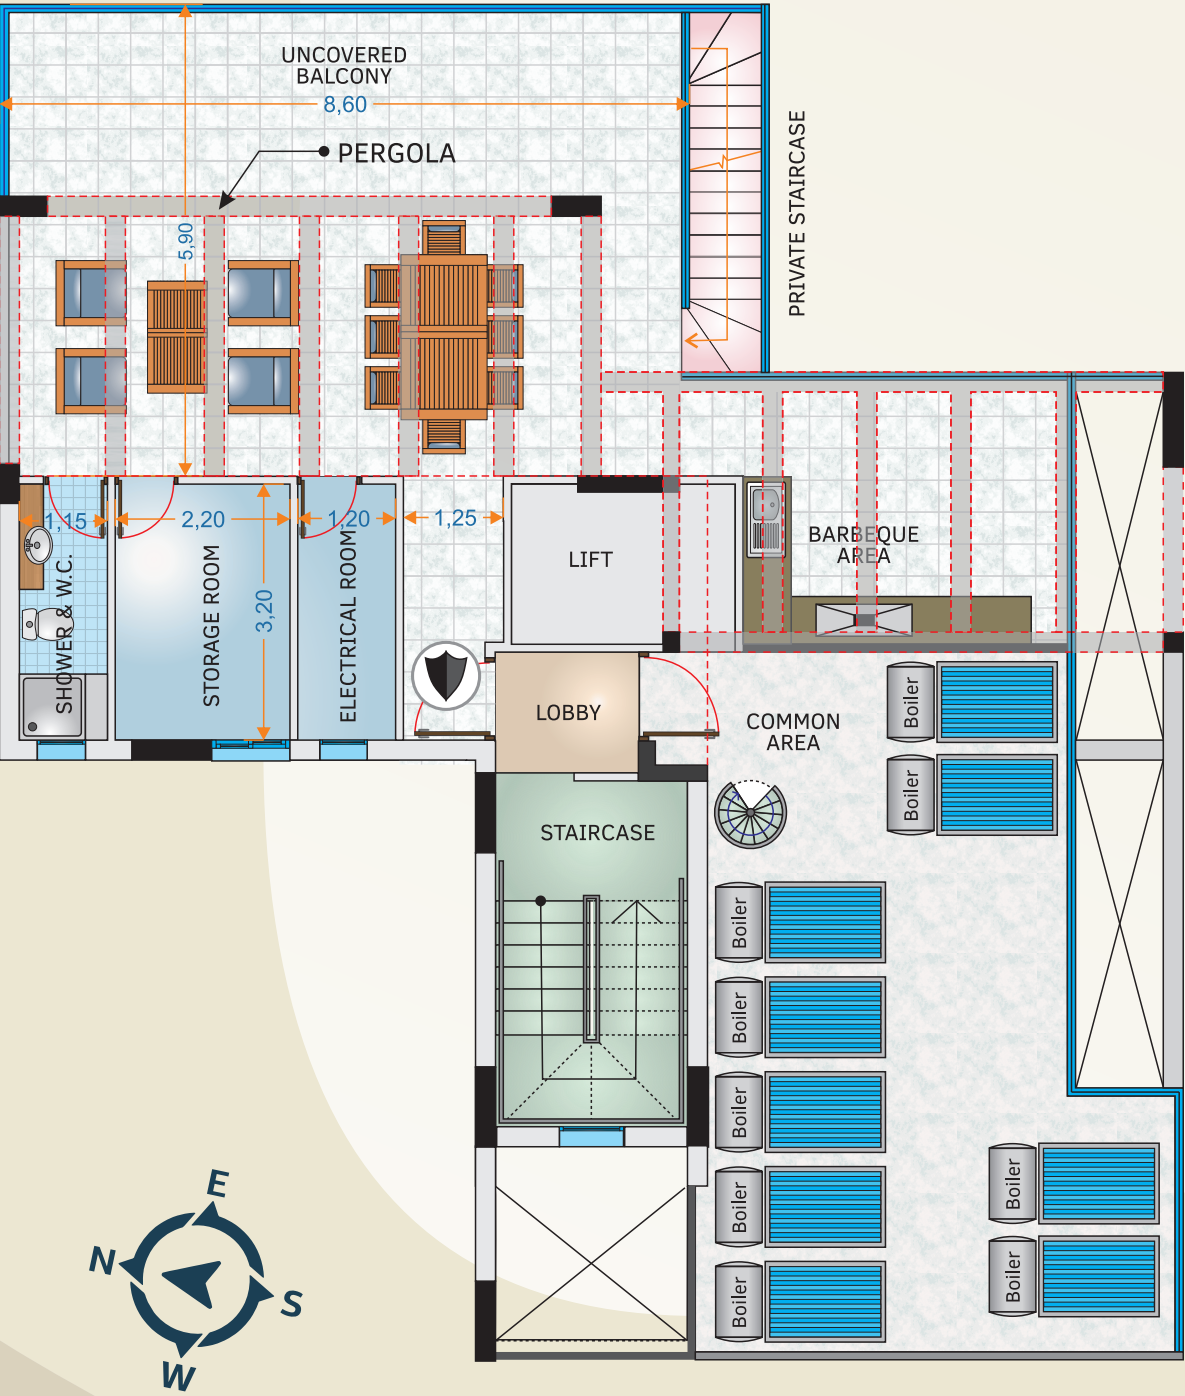 UNCOVERED
BALCONY
8,60
PERGOLA
PRIVATE STAIRCASE
5,90
1,15
2,20
1,20
1,25
LIFT
BARBEQUE
AREA
SHOWER & W.C.
STORAGE ROOM
3,20
ELECTRICAL ROOM
LOBBY
COMMON
AREA
Boiler
Boiler
STAIRCASE
Boiler
Boiler
Boiler
Boiler
Boiler
Boiler
Boiler
E
N
S
W